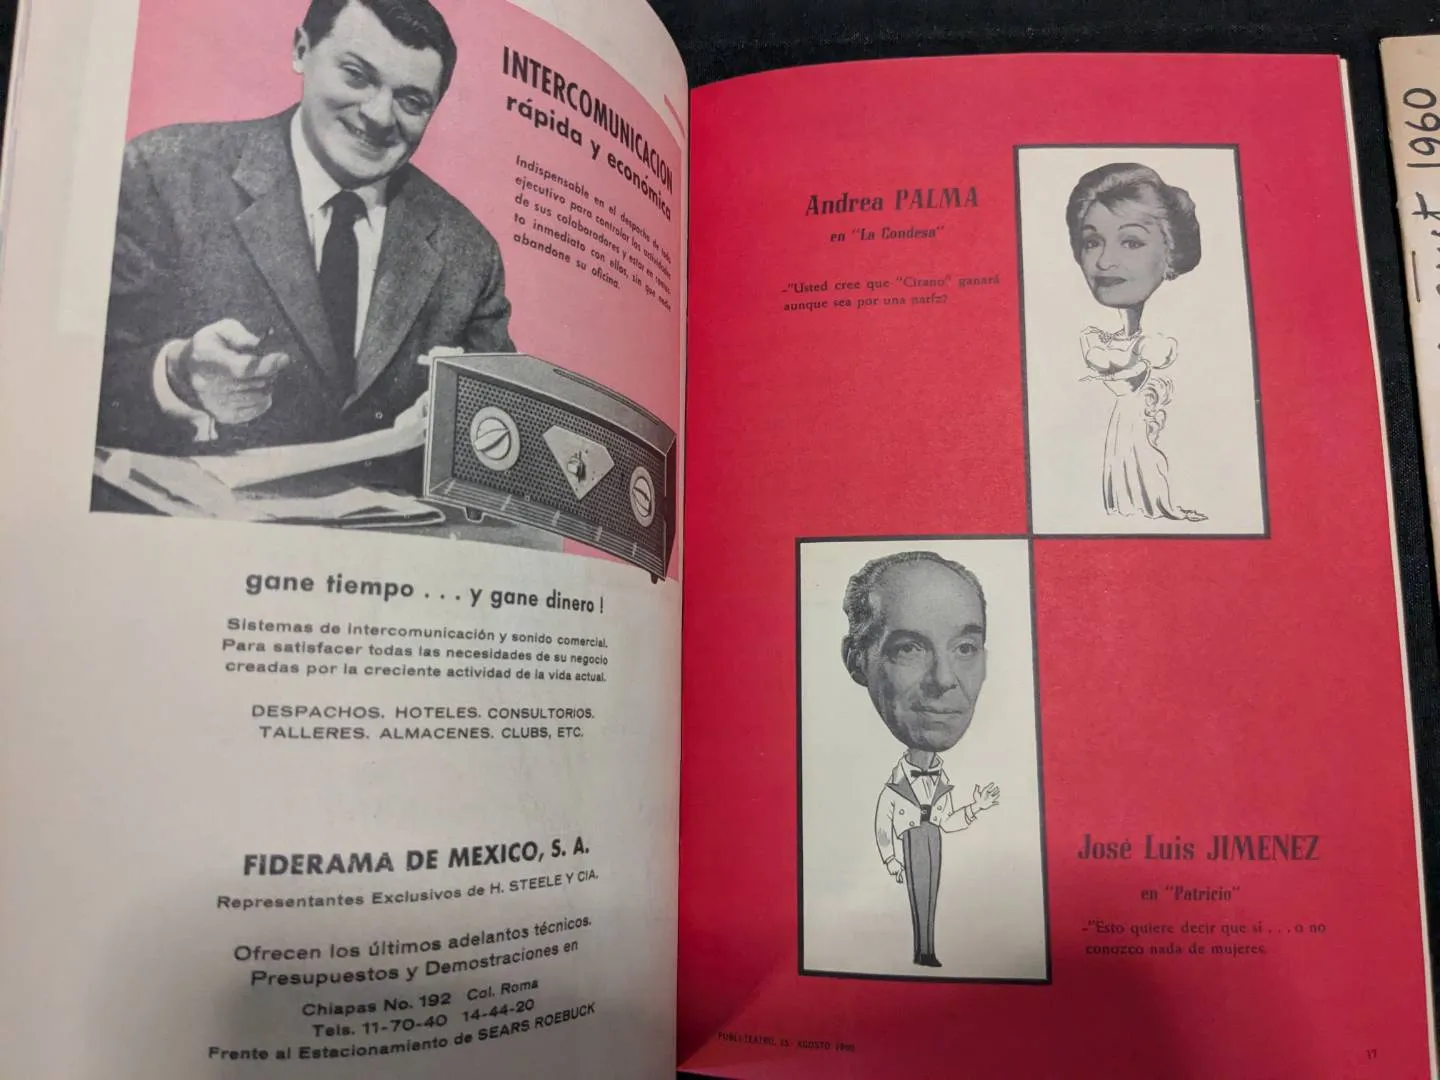 INTERCOMUNICACION
rápida y económica
Indispensable en el despacho de todo
ejecutivo para controlar las actividades
de sus colaboradores y estar en contac-
to inmediato con ellos, sin que nadie
abandone su oficina.
gane tiempo . . . y gane dinero !
Sistemas de intercomunicación y sonido comercial.
Para satisfacer todas las necesidades de su negocio
creadas por la creciente actividad de la vida actual.
DESPACHOS. HOTELES. CONSULTORIOS.
TALLERES. ALMACENES. CLUBS, ETC.
FIDERAMA DE MEXICO, S. A.
Representantes Exclusivos de H. STEELE Y CIA.
Ofrecen los últimos adelantos técnicos.
Presupuestos y Demostraciones en
Chiapas No. 192 Col. Roma
Tels. 11-70-40 14-44-20
Frente al Estacionamiento de SEARS ROEBUCK
Andrea PALMA
en "La Condesa"
-"Usted cree que "Cirano" ganará
aunque sea por una naríz?
José Luis JIMENEZ
en "Patricio"
-"Esto quiere decir que si . . . o no
conozco nada de mujeres.
PUBLI-TEATRO, 15 AGOSTO 1960
17
1960